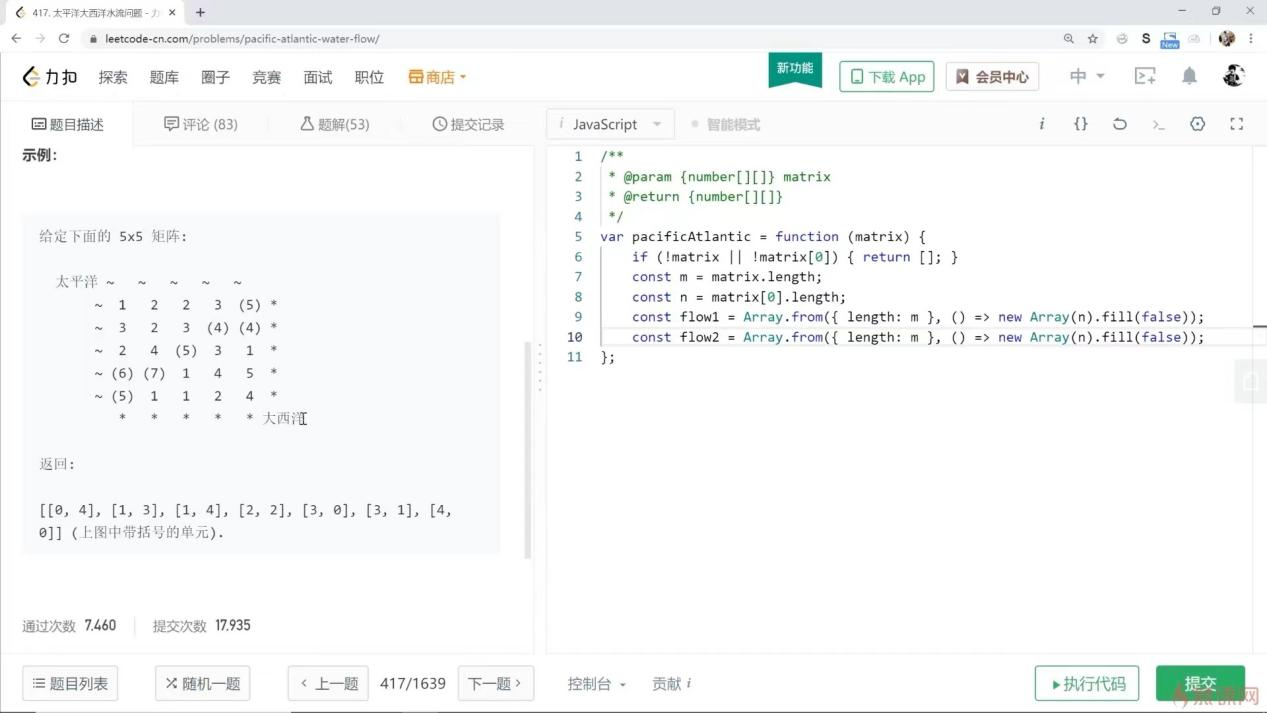 417. 太平洋大西洋水流问题 - 力
leetcode-cn.com/problems/pacific-atlantic-water-flow/
S
New
力扣 探索 题库 圈子 竞赛 面试 职位 商店 新功能 下载 App 会员中心 中
题目描述 评论 (83) 题解(53) 提交记录 i JavaScript 智能模式 i {} >_
示例：
给定下面的 5x5 矩阵:
太平洋 ~ ~ ~ ~ ~
~ 1 2 2 3 (5) *
~ 3 2 3 (4) (4) *
~ 2 4 (5) 3 1 *
~ (6) (7) 1 4 5 *
~ (5) 1 1 2 4 *
* * * * * 大西洋
返回:
[[0, 4], [1, 3], [1, 4], [2, 2], [3, 0], [3, 1], [4,
0]] (上图中带括号的单元).
通过次数 7,460 提交次数 17,935
1 /**
2 * @param {number[][]} matrix
3 * @return {number[][]}
4 */
5 var pacificAtlantic = function (matrix) {
6 if (!matrix || !matrix[0]) { return []; }
7 const m = matrix.length;
8 const n = matrix[0].length;
9 const flow1 = Array.from({ length: m }, () => new Array(n).fill(false));
10 const flow2 = Array.from({ length: m }, () => new Array(n).fill(false));
11 };
题目列表 随机一题 上一题 417/1639 下一题 控制台 贡献 i 执行代码 提交
慕课网